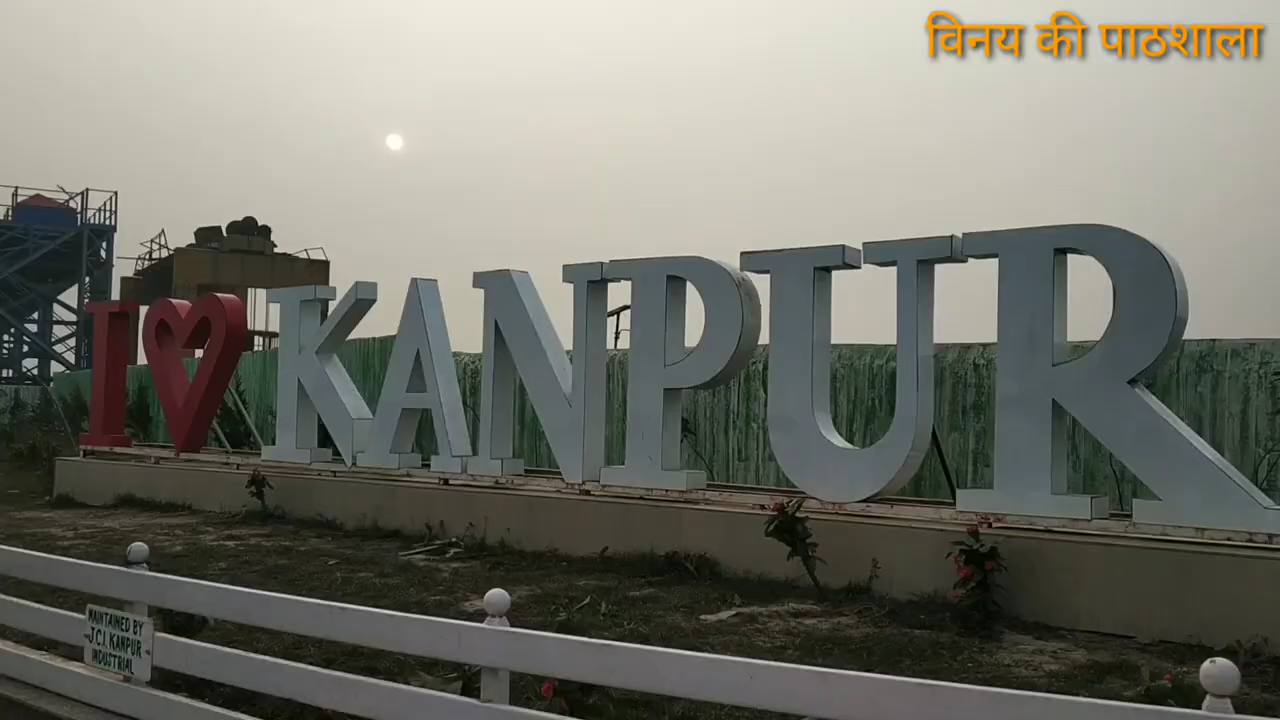 विनय की पाठशाला
I ♥ KANPUR
MAINTAINED BY
J.C.I. KANPUR
INDUSTRIAL